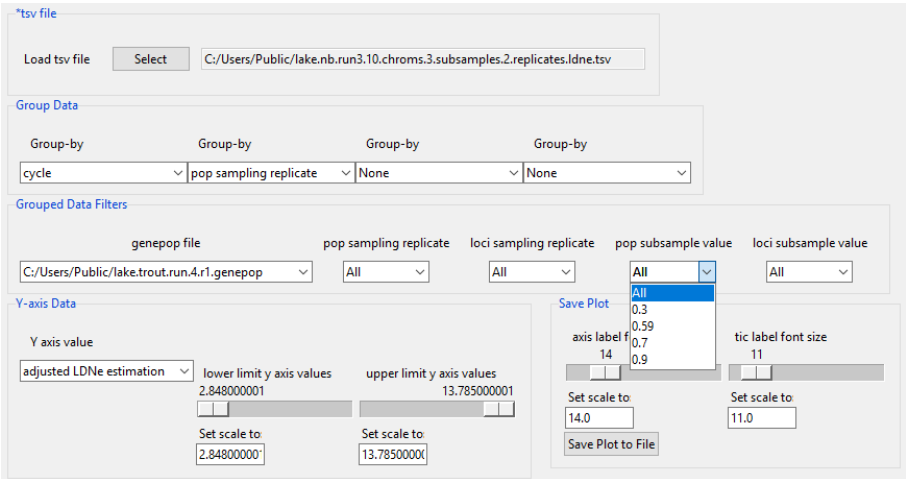 *tsv file
Load tsv file Select C:/Users/Public/lake.nb.run3.10.chroms.3.subsamples.2.replicates.ldne.tsv
Group Data
Group-by Group-by Group-by Group-by
cycle pop sampling replicate None None
Grouped Data Filters
genepop file pop sampling replicate loci sampling replicate pop subsample value loci subsample value
C:/Users/Public/lake.trout.run.4.r1.genepop All All All All
All
0.3
0.59
0.7
0.9
Y-axis Data
Y axis value
adjusted LDNe estimation
lower limit y axis values upper limit y axis values
2.848000001 13.785000001
Set scale to: Set scale to:
2.84800000 13.7850000
Save Plot
axis label f tic label font size
14 11
Set scale to: Set scale to:
14.0 11.0
Save Plot to File